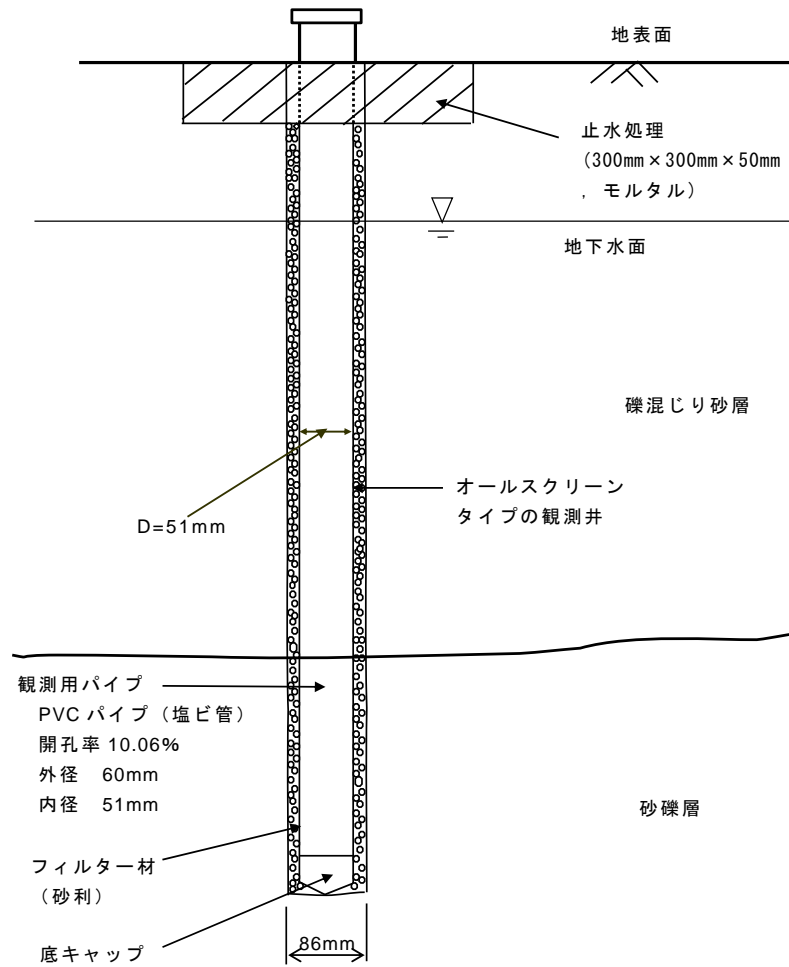 地表面
止水処理
（300mm×300mm×50mm
，モルタル）
地下水面
礫混じり砂層
オールスクリーン
タイプの観測井
D=51mm
観測用パイプ
PVC パイプ（塩ビ管）
開孔率 10.06%
外径　60mm
内径　51mm
砂礫層
フィルター材
（砂利）
底キャップ
86mm